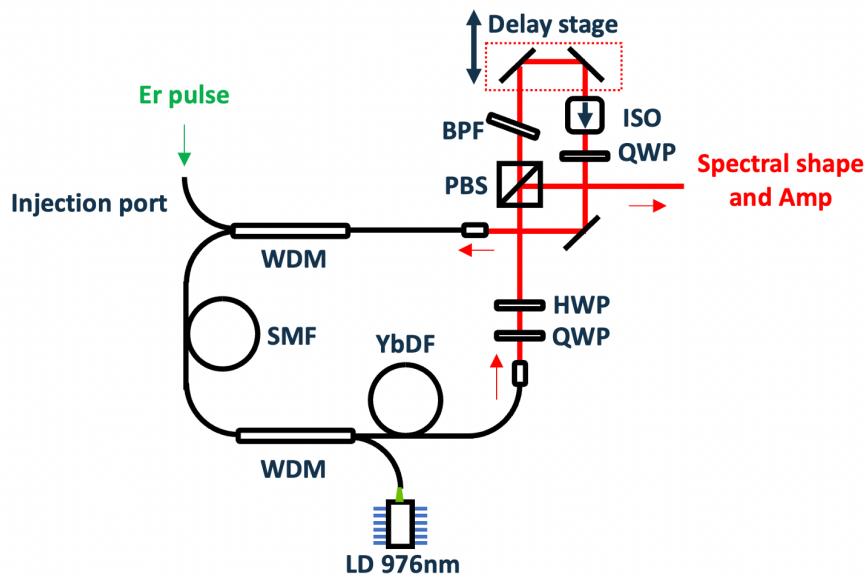 Delay stage
Er pulse
BPF
ISO
QWP
PBS
Spectral shape
and Amp
Injection port
WDM
HWP
SMF
YbDF
QWP
WDM
LD 976nm